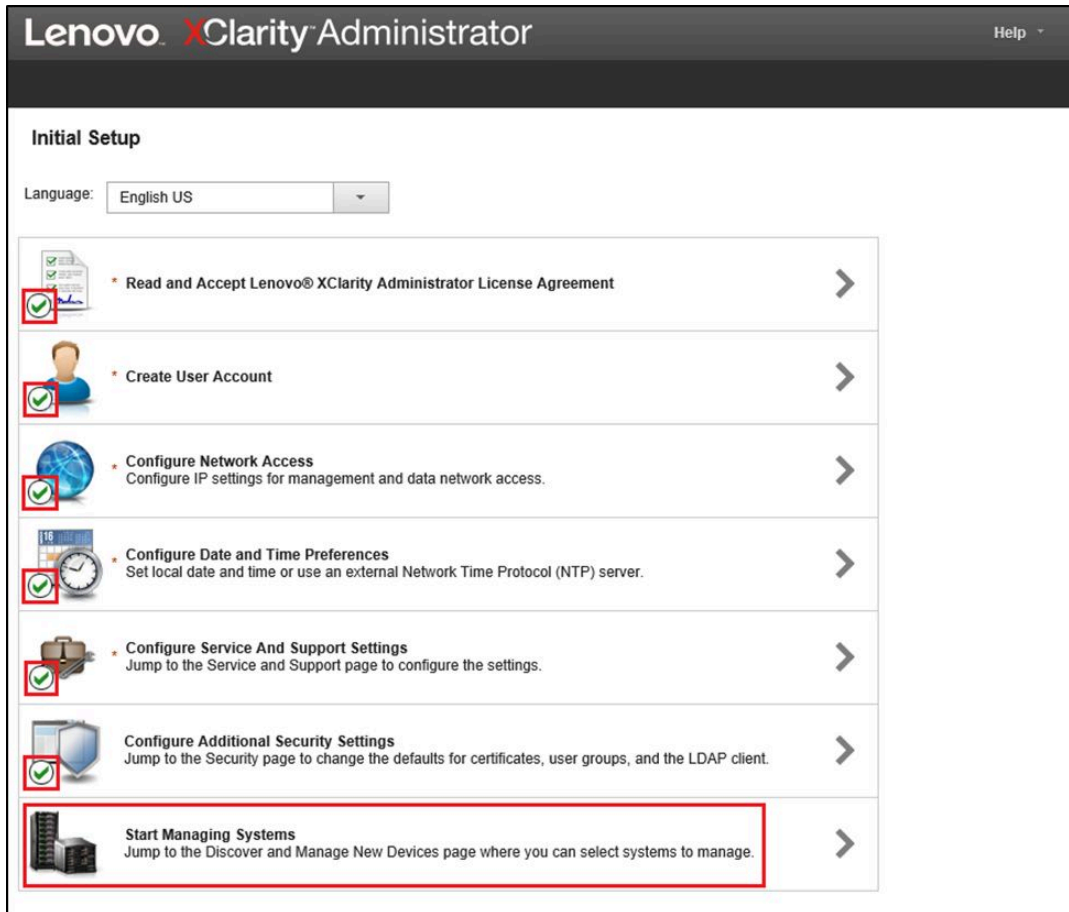 Lenovo. XClarity™ Administrator
Help
Initial Setup
Language: English US
* Read and Accept Lenovo® XClarity Administrator License Agreement
* Create User Account
* Configure Network Access
Configure IP settings for management and data network access.
16
* Configure Date and Time Preferences
Set local date and time or use an external Network Time Protocol (NTP) server.
* Configure Service And Support Settings
Jump to the Service and Support page to configure the settings.
Configure Additional Security Settings
Jump to the Security page to change the defaults for certificates, user groups, and the LDAP client.
Start Managing Systems
Jump to the Discover and Manage New Devices page where you can select systems to manage.